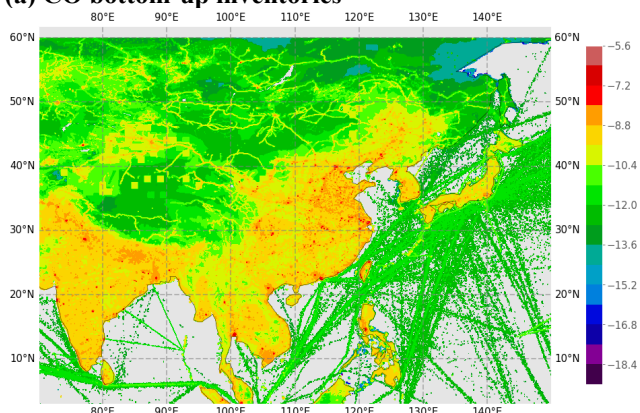 (a) CO bottom-up inventories
80°E 90°E 100°E 110°E 120°E 130°E 140°E
60°N 60°N
50°N 50°N
40°N 40°N
30°N 30°N
20°N 20°N
10°N 10°N
80°E 90°E 100°E 110°E 120°E 130°E 140°E
−5.6
−7.2
−8.8
−10.4
−12.0
−13.6
−15.2
−16.8
−18.4